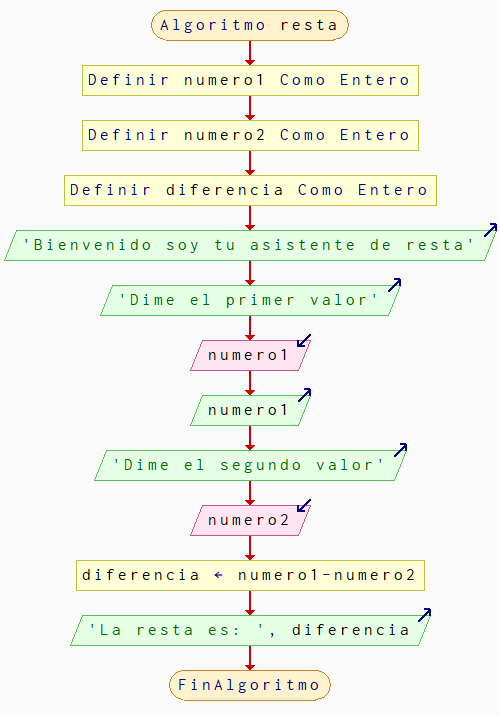 Algoritmo resta
Definir numero1 Como Entero
Definir numero2 Como Entero
Definir diferencia Como Entero
'Bienvenido soy tu asistente de resta'
'Dime el primer valor'
numero1
numero1
'Dime el segundo valor'
numero2
diferencia ← numero1-numero2
'La resta es: ', diferencia
FinAlgoritmo